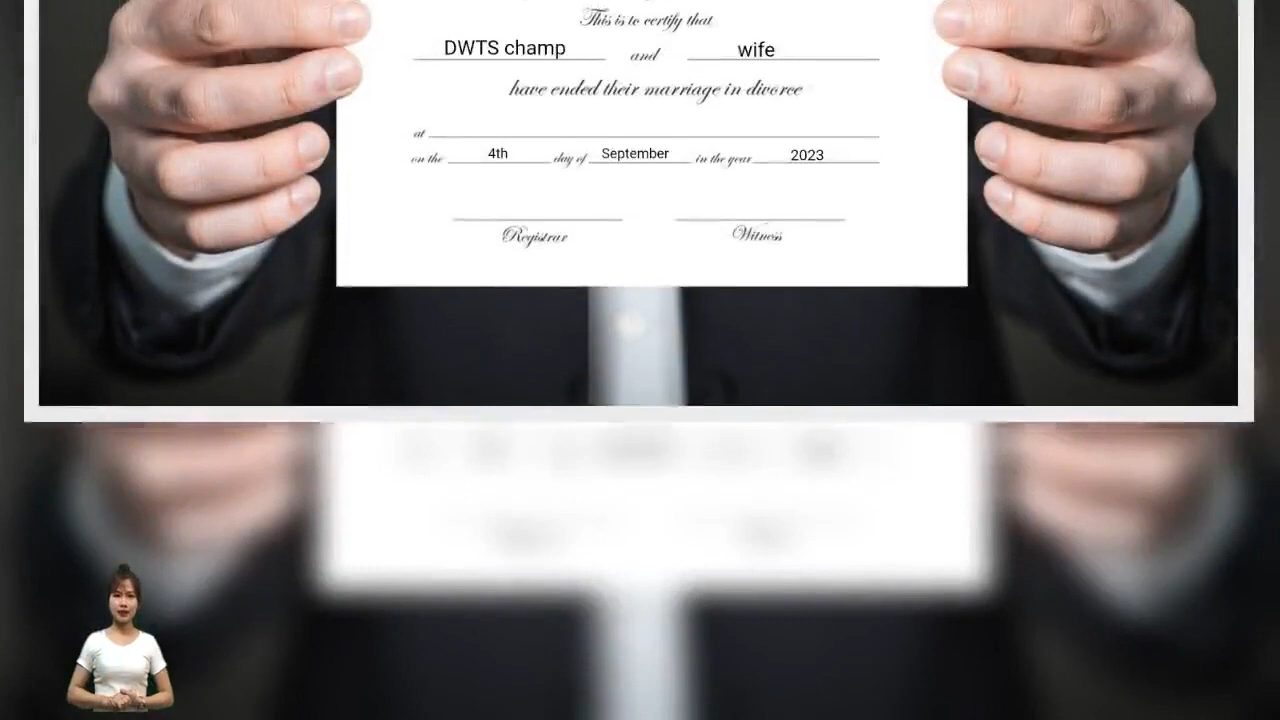 This is to certify that
DWTS champ and wife
have ended their marriage in divorce
at
on the 4th day of September in the year 2023
Registrar Witness